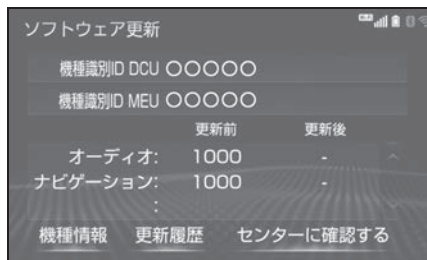 ソフトウェア更新
機種識別ID DCU 〇〇〇〇〇
機種識別ID MEU 〇〇〇〇〇
更新前 更新後
オーディオ: 1000 -
ナビゲーション: 1000 -
:
機種情報 更新履歴 センターに確認する